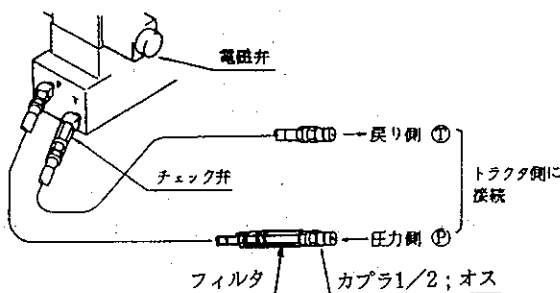 電磁弁
P
T
戻り側 Ⓣ
チェック弁
トラクタ側に
接続
圧力側 Ⓟ
フィルタ
カプラ1/2;オス